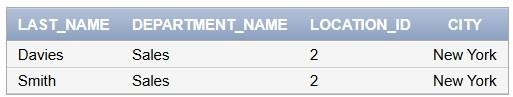 LAST_NAME DEPARTMENT_NAME LOCATION_ID CITY
Davies Sales 2 New York
Smith Sales 2 New York